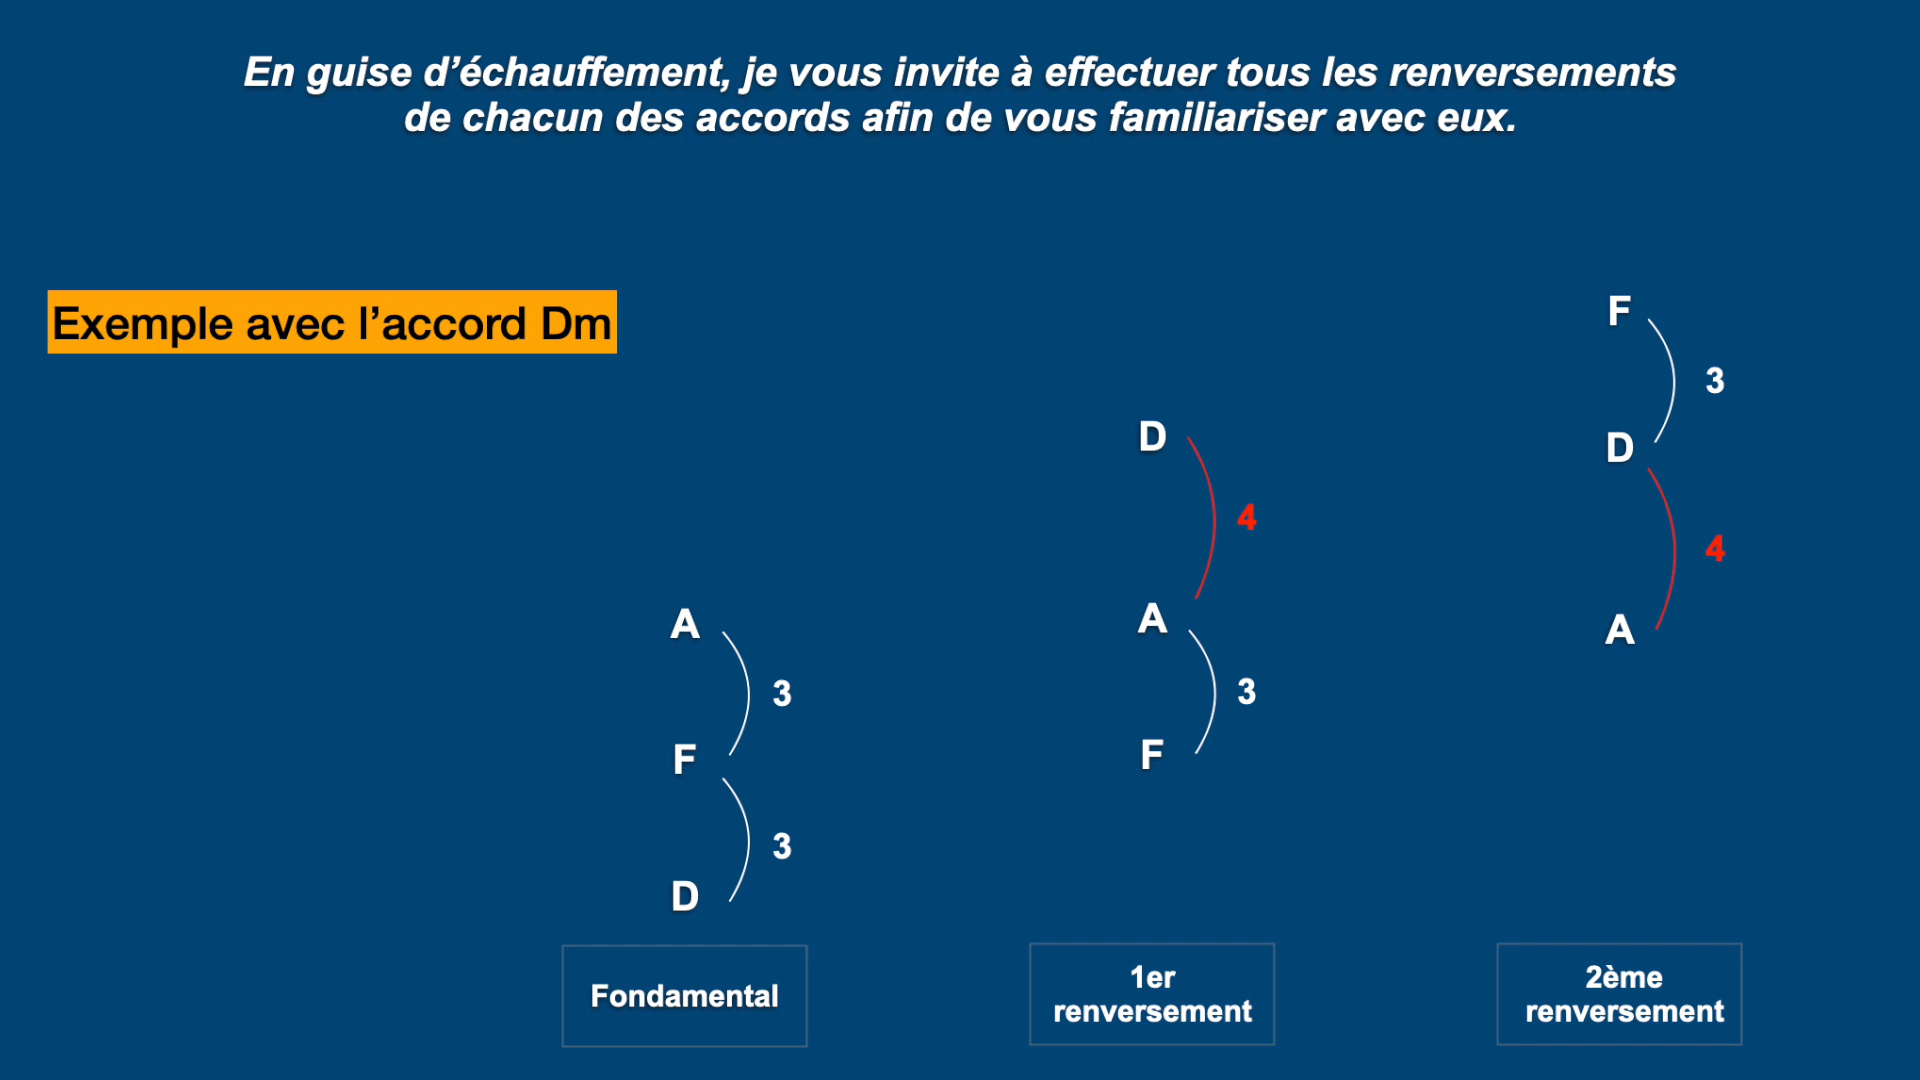 En guise d’échauffement, je vous invite à effectuer tous les renversements
de chacun des accords afin de vous familiariser avec eux.
Exemple avec l’accord Dm
A
3
F
3
D
Fondamental
D
4
A
3
F
1er
renversement
F
3
D
4
A
2ème
renversement